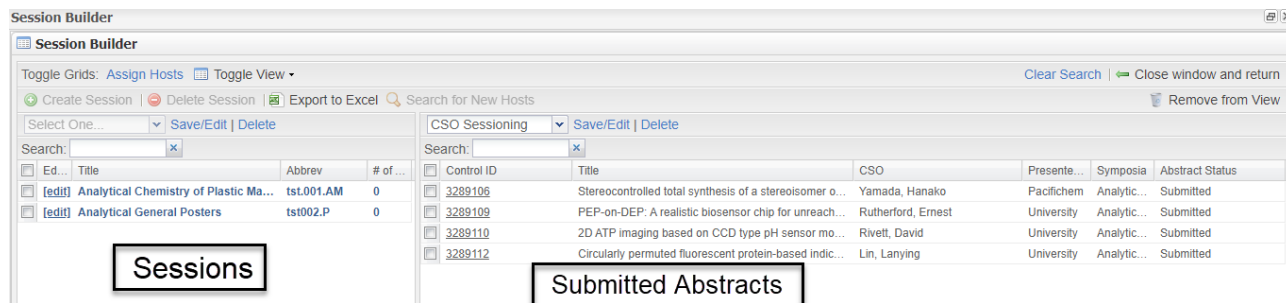 Session Builder
Session Builder
Toggle Grids: Assign Hosts Toggle View Clear Search | Close window and return
Create Session | Delete Session | Export to Excel Search for New Hosts Remove from View
Select One... Save/Edit | Delete CSO Sessioning Save/Edit | Delete
Search: Search:
Ed... Title Abbrev # of ... Control ID Title CSO Presente... Symposia Abstract Status
[edit] Analytical Chemistry of Plastic Ma... tst.001.AM 0 3289106 Stereocontrolled total synthesis of a stereoisomer o... Yamada, Hanako Pacifichem Analytic... Submitted
[edit] Analytical General Posters tst002.P 0 3289109 PEP-on-DEP: A realistic biosensor chip for unreach... Rutherford, Ernest University Analytic... Submitted
3289110 2D ATP imaging based on CCD type pH sensor mo... Rivett, David University Analytic... Submitted
3289112 Circularly permuted fluorescent protein-based indic... Lin, Lanying University Analytic... Submitted
Sessions
Submitted Abstracts